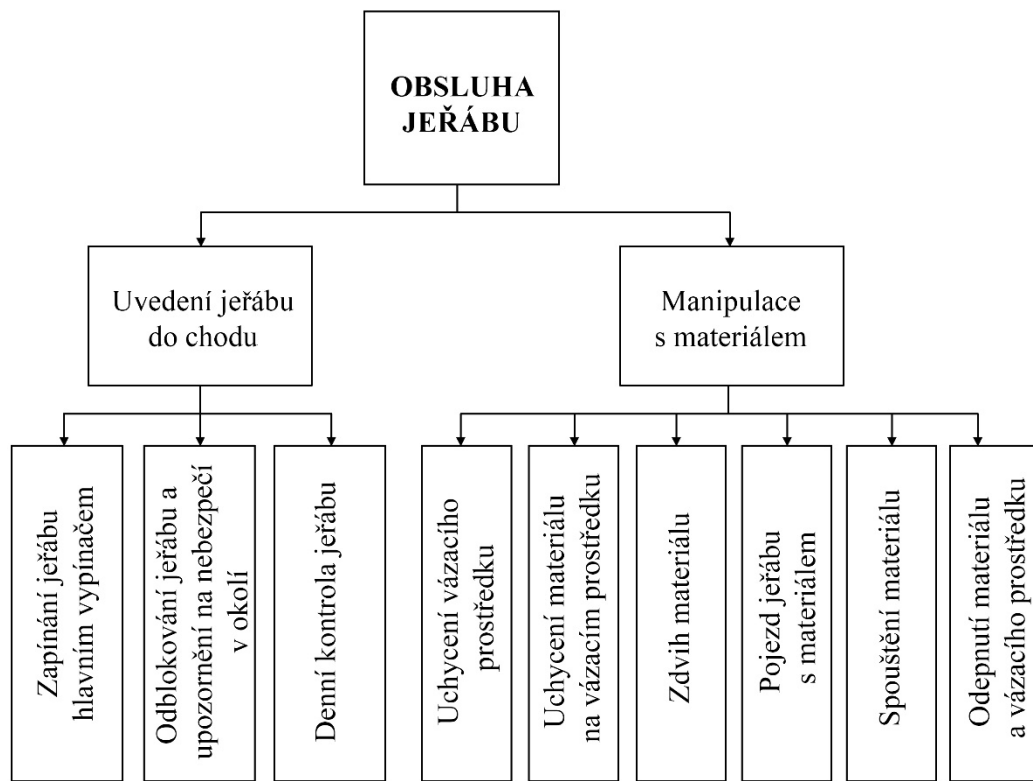 OBSLUHA
JEŘÁBU
Uvedení jeřábu
do chodu
Manipulace
s materiálem
Zapínání jeřábu
hlavním vypínačem
Odblokování jeřábu a
upozornění na nebezpečí
v okolí
Denní kontrola jeřábu
Uchycení vázacího
prostředku
Uchycení materiálu
na vázacím prostředku
Zdvih materiálu
Pojezd jeřábu
s materiálem
Spouštění materiálu
Odepnutí materiálu
a vázacího prostředku